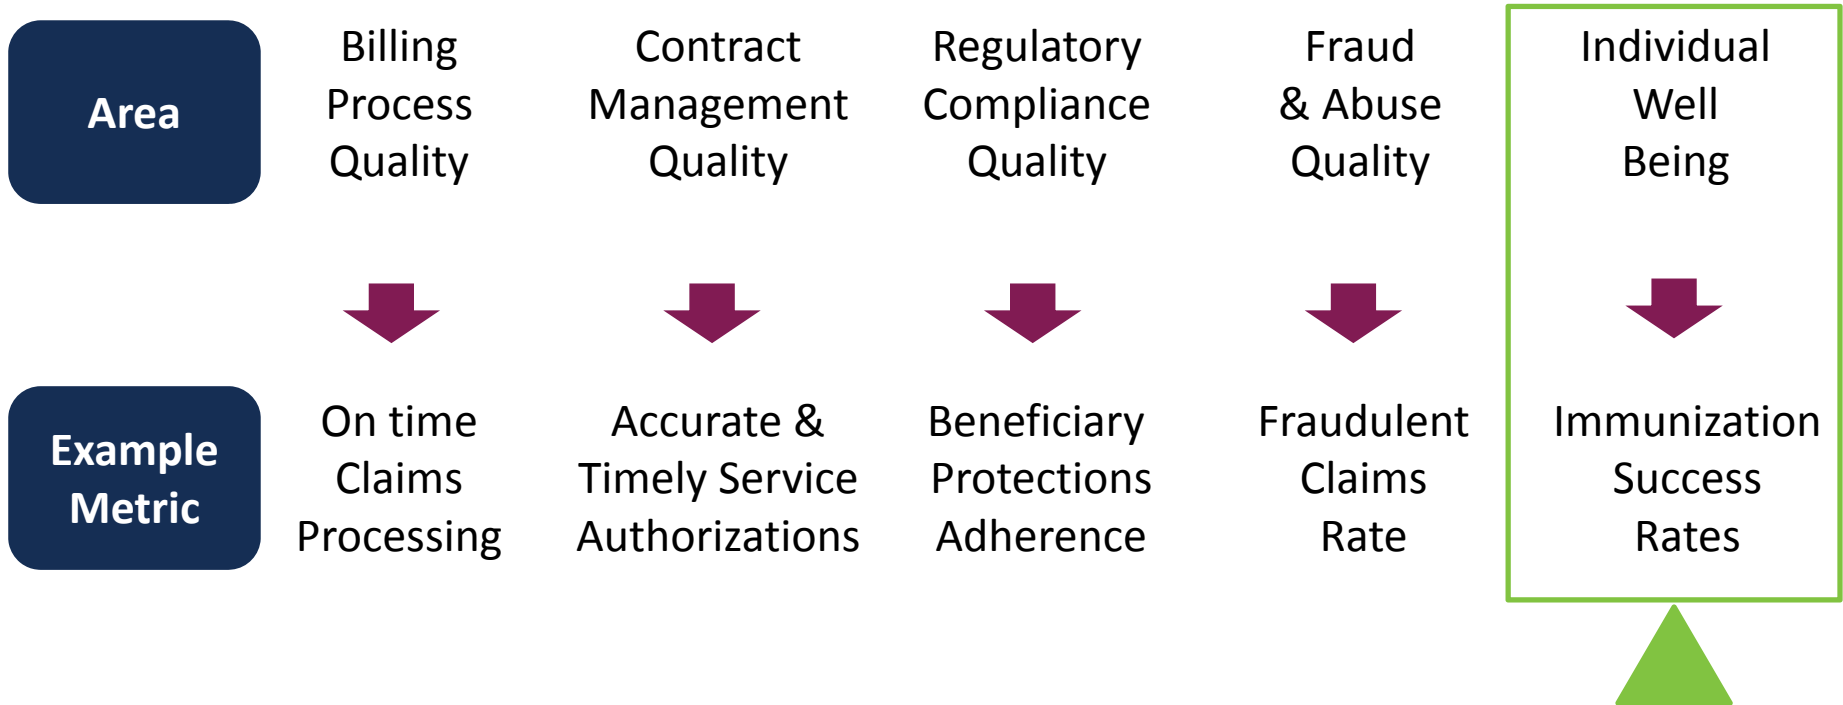 Area
Billing
Process
Quality
Contract
Management
Quality
Regulatory
Compliance
Quality
Fraud
& Abuse
Quality
Individual
Well
Being
Example
Metric
On time
Claims
Processing
Accurate &
Timely Service
Authorizations
Beneficiary
Protections
Adherence
Fraudulent
Claims
Rate
Immunization
Success
Rates